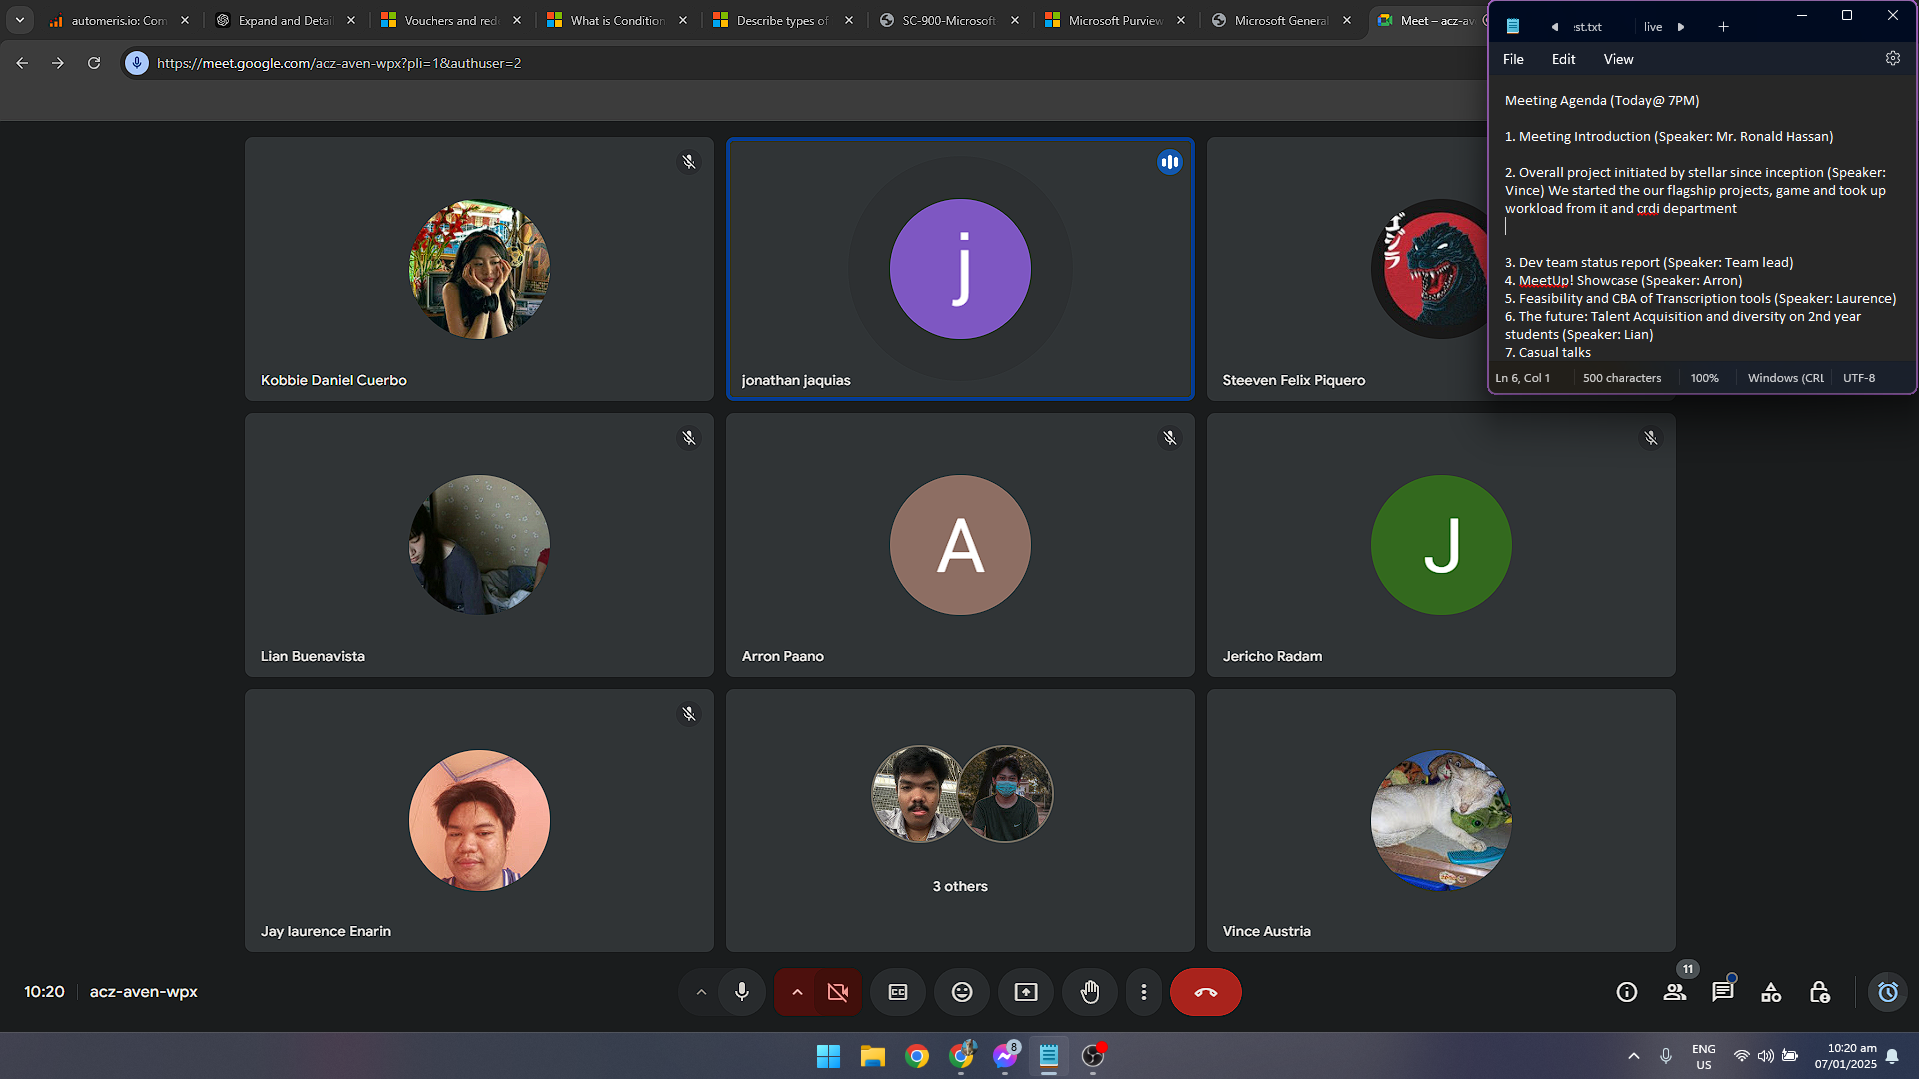 automeris.io: Com
Expand and Detai
Vouchers and red
What is Condition
Describe types of
SC-900-Microsoft
Microsoft Purview
Microsoft General
Meet – acz-av
https://meet.google.com/acz-aven-wpx?pli=1&authuser=2
st.txt
live
File
Edit
View
Meeting Agenda (Today@ 7PM)
1. Meeting Introduction (Speaker: Mr. Ronald Hassan)
2. Overall project initiated by stellar since inception (Speaker:
Vince) We started the our flagship projects, game and took up
workload from it and crdi department
3. Dev team status report (Speaker: Team lead)
4. MeetUp! Showcase (Speaker: Arron)
5. Feasibility and CBA of Transcription tools (Speaker: Laurence)
6. The future: Talent Acquisition and diversity on 2nd year
students (Speaker: Lian)
7. Casual talks
Ln 6, Col 1
500 characters
100%
Windows (CRL
UTF-8
Kobbie Daniel Cuerbo
j
jonathan jaquias
ゴジラ
Steeven Felix Piquero
Lian Buenavista
A
Arron Paano
J
Jericho Radam
Jay laurence Enarin
3 others
Vince Austria
10:20
acz-aven-wpx
CC
11
8
ENG
US
10:20 am
07/01/2025